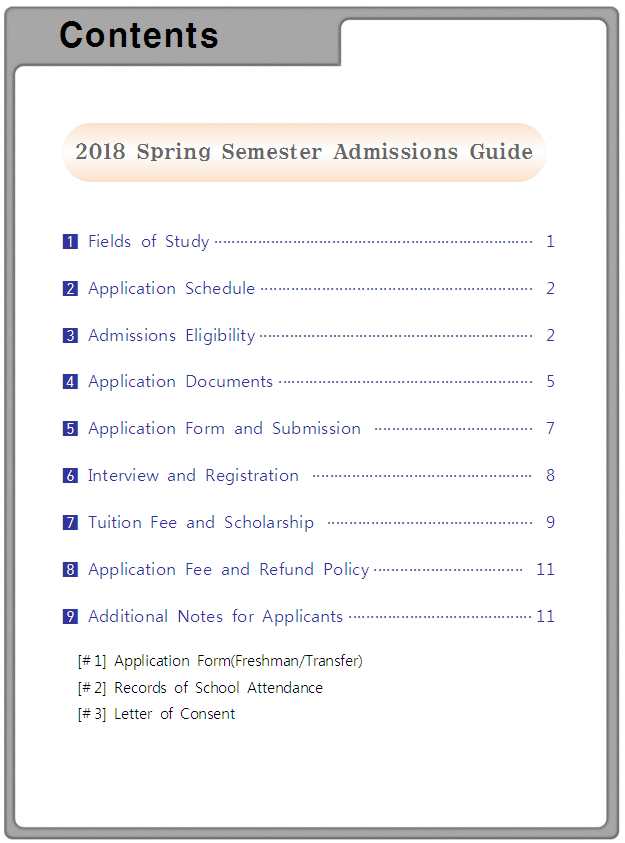 Contents
2018 Spring Semester Admissions Guide
1 Fields of Study ········································································ 1
2 Application Schedule ······························································ 2
3 Admissions Eligibility ······························································ 2
4 Application Documents ·························································· 5
5 Application Form and Submission ···································· 7
6 Interview and Registration ·················································· 8
7 Tuition Fee and Scholarship ··············································· 9
8 Application Fee and Refund Policy ·································· 11
9 Additional Notes for Applicants ·········································· 11
[# 1] Application Form(Freshman/Transfer)
[# 2] Records of School Attendance
[# 3] Letter of Consent